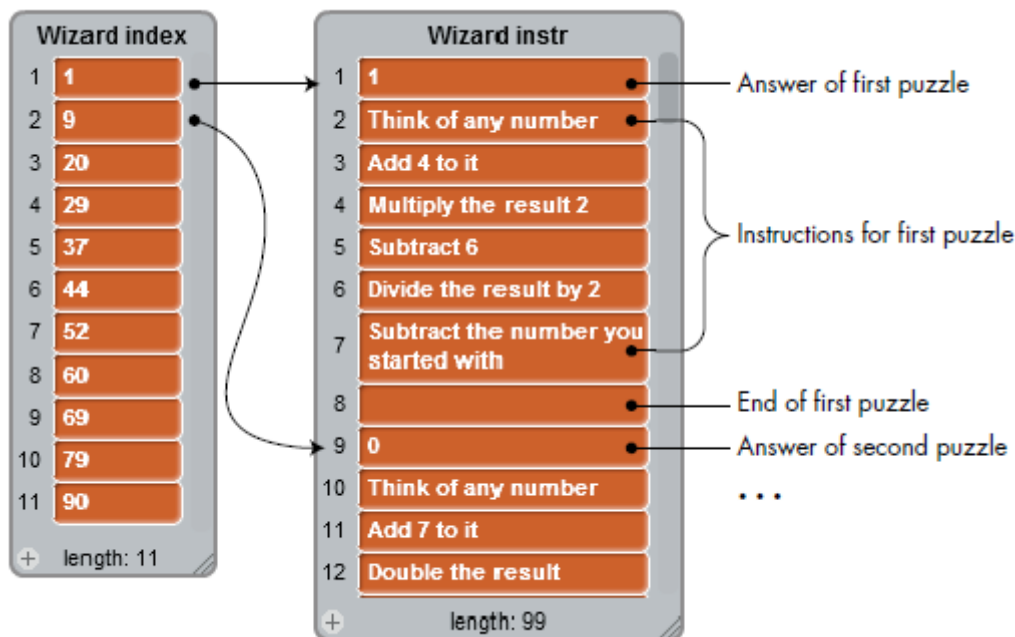 Wizard index
1 1
2 9
3 20
4 29
5 37
6 44
7 52
8 60
9 69
10 79
11 90
+ length: 11
Wizard instr
1 1
2 Think of any number
3 Add 4 to it
4 Multiply the result 2
5 Subtract 6
6 Divide the result by 2
7 Subtract the number you
started with
8
9 0
10 Think of any number
11 Add 7 to it
12 Double the result
+ length: 99
Answer of first puzzle
Instructions for first puzzle
End of first puzzle
Answer of second puzzle
. . .